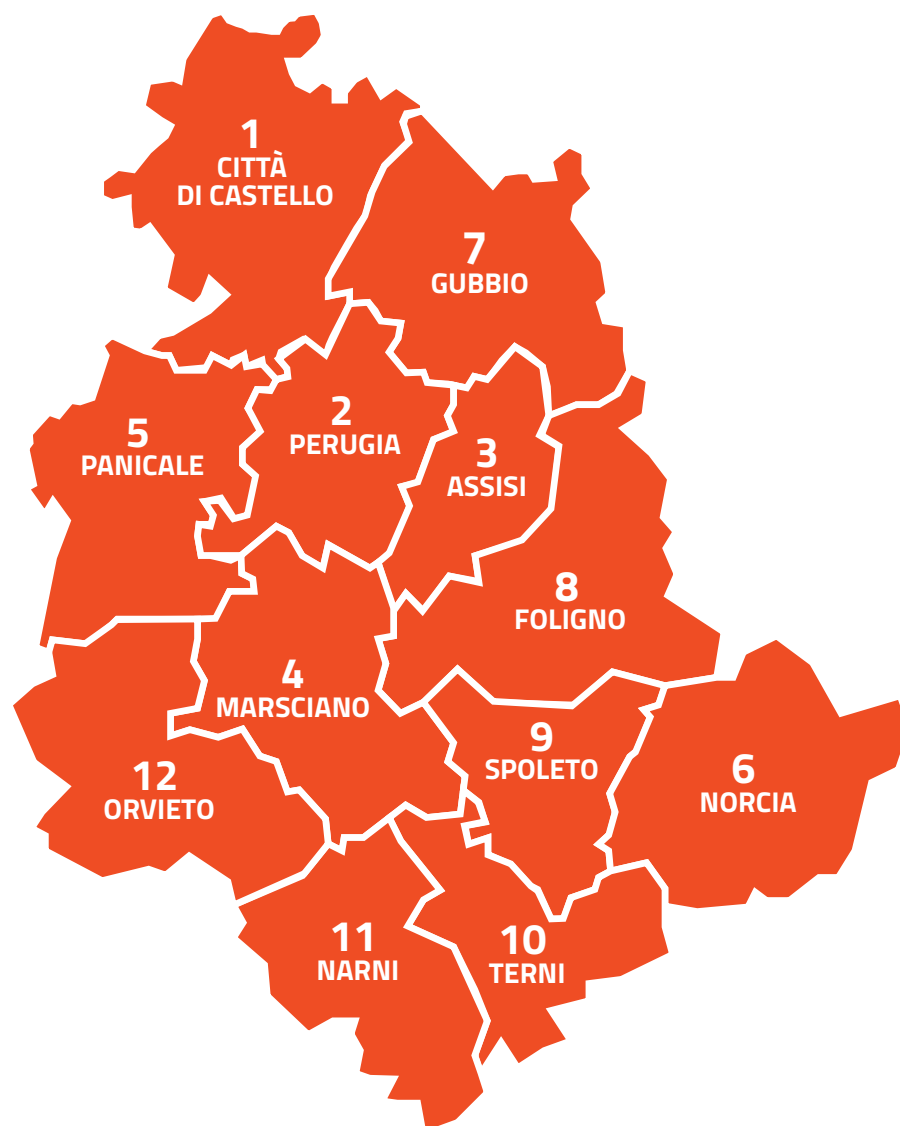 1
CITTÀ
DI CASTELLO
7
GUBBIO
2
PERUGIA
5
PANICALE
3
ASSISI
8
FOLIGNO
4
MARSCIANO
9
SPOLETO
6
NORCIA
12
ORVIETO
11
NARNI
10
TERNI